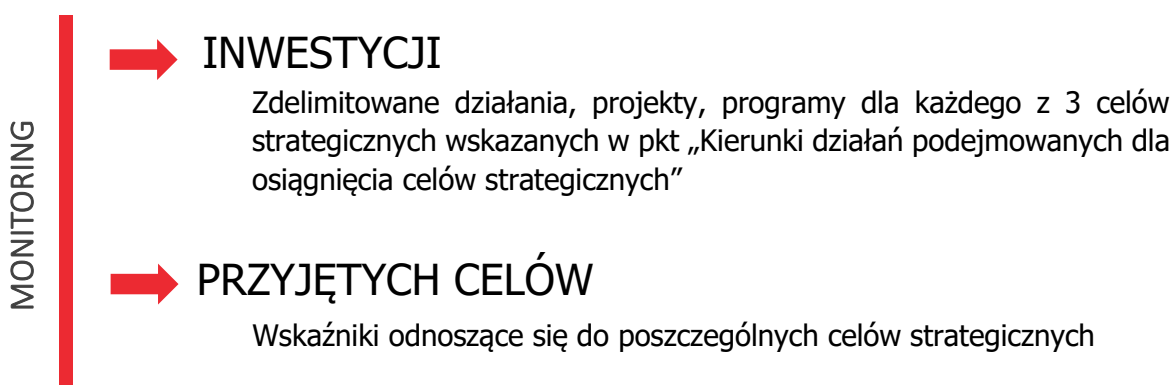 MONITORING
INWESTYCJI
Zdelimitowane działania, projekty, programy dla każdego z 3 celów
strategicznych wskazanych w pkt „Kierunki działań podejmowanych dla
osiągnięcia celów strategicznych”
PRZYJĘTYCH CELÓW
Wskaźniki odnoszące się do poszczególnych celów strategicznych